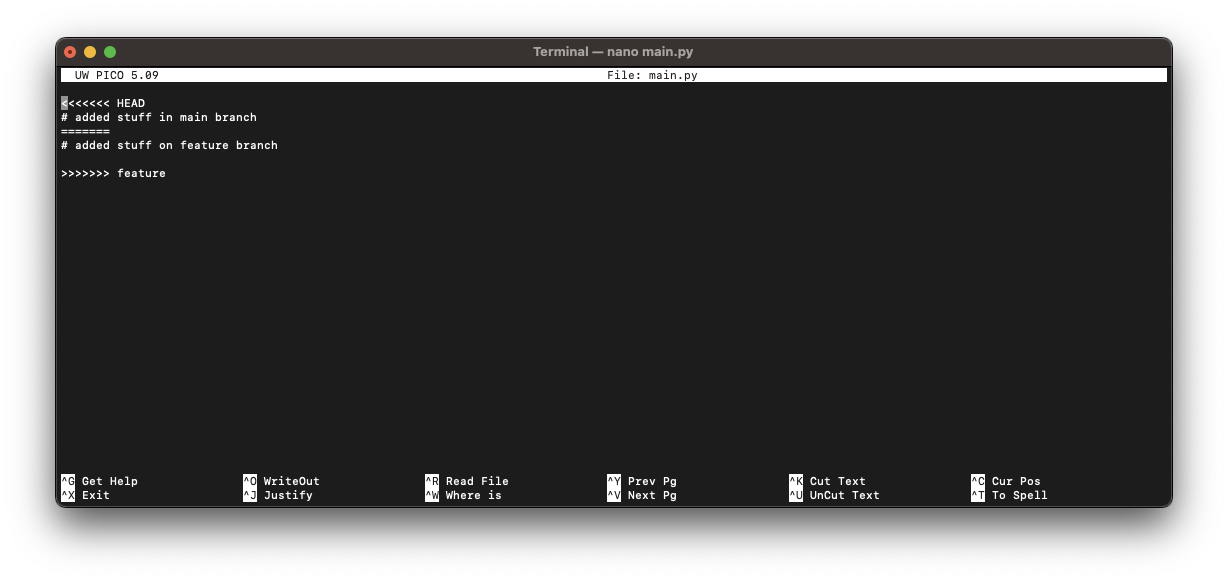 Terminal — nano main.py
UW PICO 5.09 File: main.py
<<<<<<< HEAD
# added stuff in main branch
=======
# added stuff on feature branch
>>>>>>> feature
^G Get Help ^O WriteOut ^R Read File ^Y Prev Pg ^K Cut Text ^C Cur Pos
^X Exit ^J Justify ^W Where is ^V Next Pg ^U UnCut Text ^T To Spell